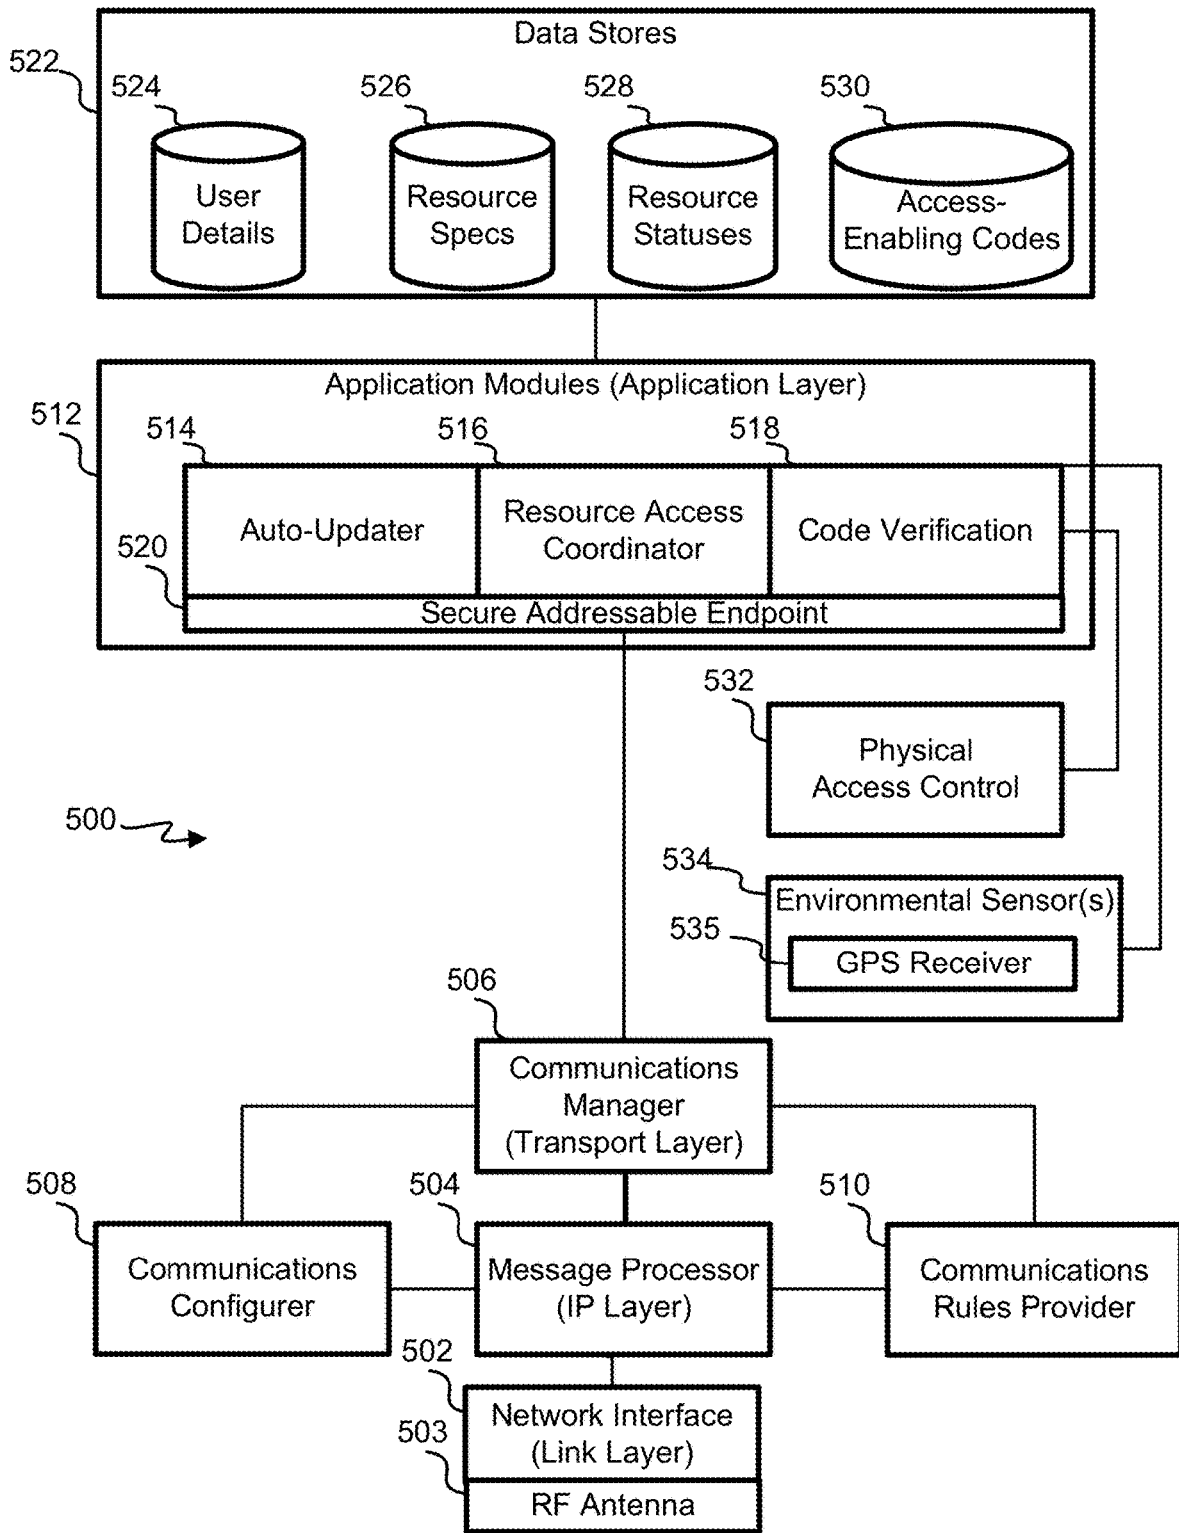 Data Stores
522
524
526
528
530
User
Details
Resource
Specs
Resource
Statuses
Access-
Enabling Codes
Application Modules (Application Layer)
512
514
516
518
Auto-Updater
Resource Access
Coordinator
Code Verification
520
Secure Addressable Endpoint
532
Physical
Access Control
500
534
Environmental Sensor(s)
535
GPS Receiver
506
Communications
Manager
(Transport Layer)
508
504
510
Communications
Configurer
Message Processor
(IP Layer)
Communications
Rules Provider
502
Network Interface
(Link Layer)
503
RF Antenna